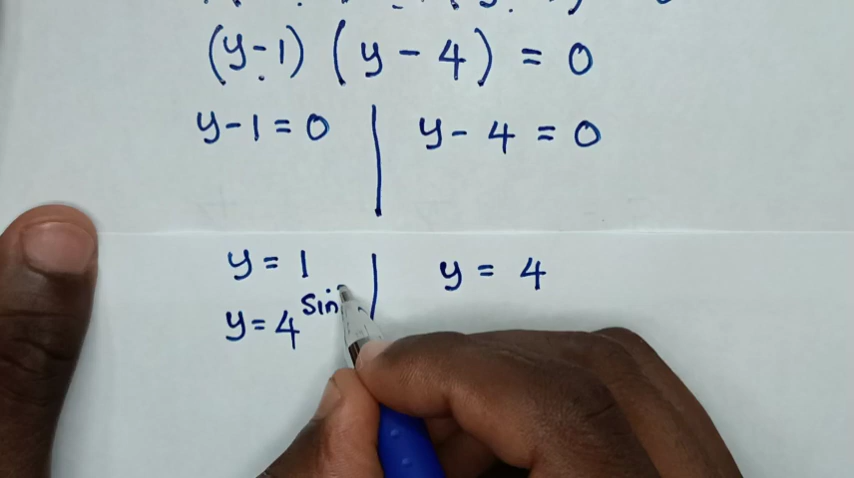 (y-1) (y - 4) = 0
y-1 = 0 | y - 4 = 0
y = 1 | y = 4
y = 4^sin